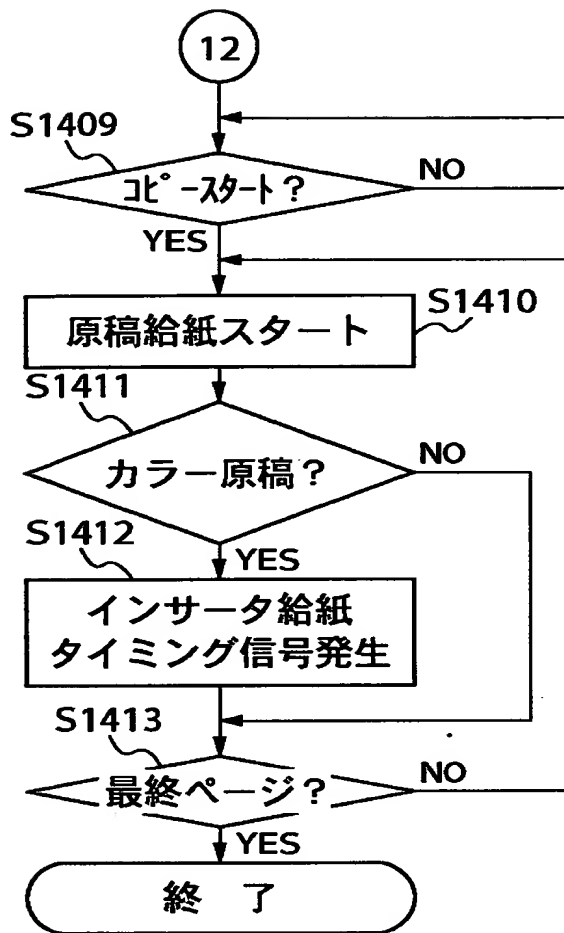 12
S1409
コピースタート？
NO
YES
原稿給紙スタート
S1410
S1411
カラー原稿？
NO
S1412
YES
インサータ給紙
タイミング信号発生
S1413
最終ページ？
NO
YES
終　了